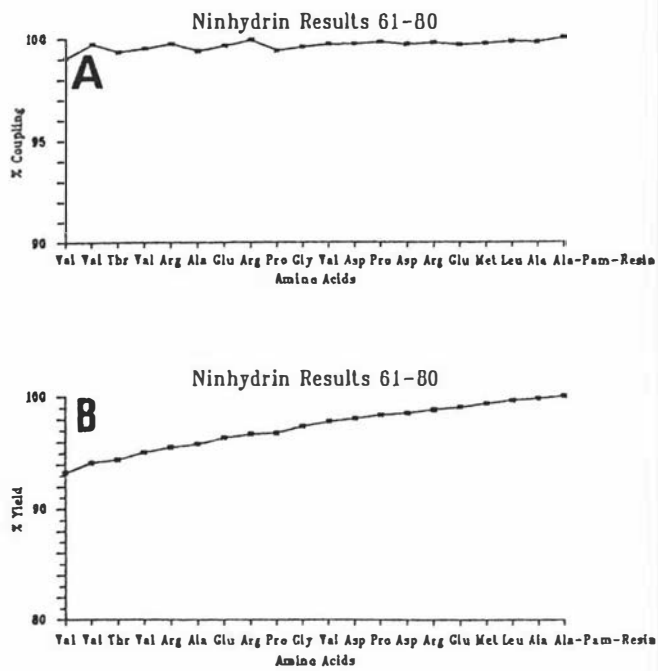 Ninhydrin Results 61-80
100
A
95
90
% Coupling
Val Val Thr Val Arg Ala Glu Arg Pro Gly Val Asp Pro Asp Arg Glu Met Leu Ala Ala-Pam-Resin
Amino Acids
Ninhydrin Results 61-80
100
B
90
80
% Yield
Val Val Thr Val Arg Ala Glu Arg Pro Gly Val Asp Pro Asp Arg Glu Met Leu Ala Ala-Pam-Resin
Amino Acids